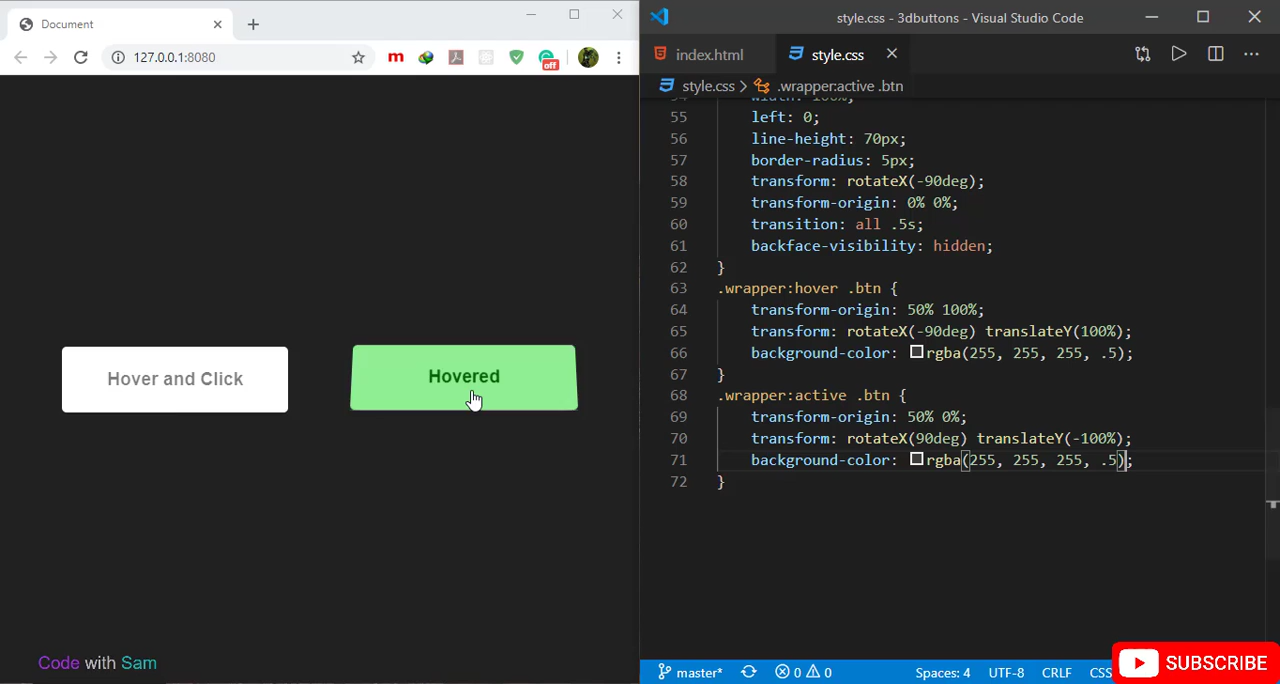 Document
127.0.0.1:8080
off
Hover and Click
Hovered
Code with Sam
style.css - 3dbuttons - Visual Studio Code
index.html
style.css
style.css > .wrapper:active .btn
55 left: 0;
56 line-height: 70px;
57 border-radius: 5px;
58 transform: rotateX(-90deg);
59 transform-origin: 0% 0%;
60 transition: all .5s;
61 backface-visibility: hidden;
62 }
63 .wrapper:hover .btn {
64 transform-origin: 50% 100%;
65 transform: rotateX(-90deg) translateY(100%);
66 background-color: rgba(255, 255, 255, .5);
67 }
68 .wrapper:active .btn {
69 transform-origin: 50% 0%;
70 transform: rotateX(90deg) translateY(-100%);
71 background-color: rgba(255, 255, 255, .5);
72 }
master* 0 0 Spaces: 4 UTF-8 CRLF CSS
SUBSCRIBE